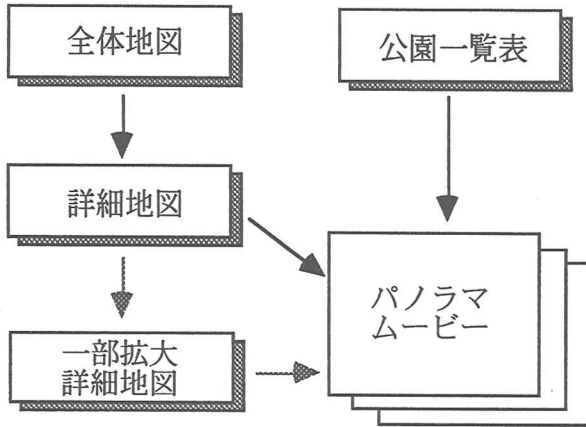 全体地図
公園一覧表
詳細地図
パノラマ
ムービー
一部拡大
詳細地図